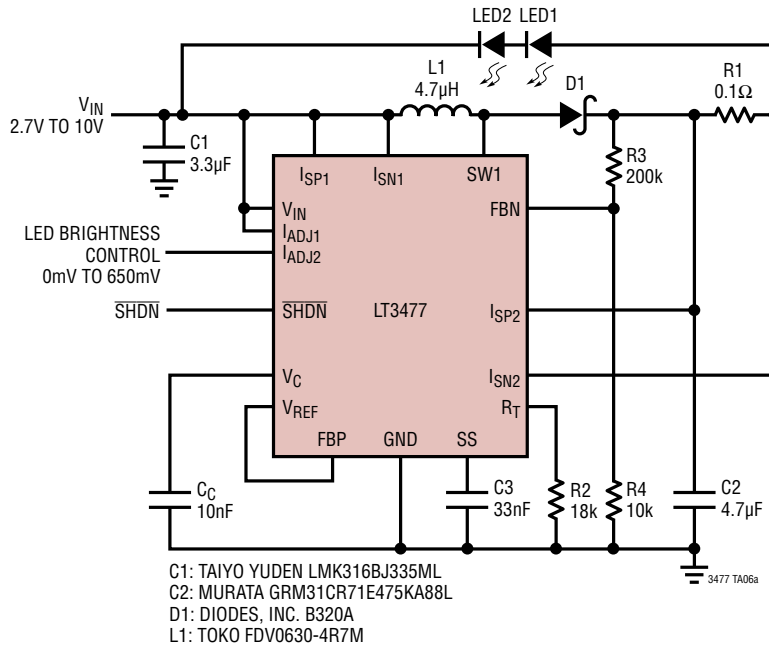 LED2 LED1
L1
4.7µH
D1
R1
0.1Ω
VIN
2.7V TO 10V
C1
3.3µF
R3
200k
ISP1
ISN1
SW1
VIN
FBN
IADJ1
IADJ2
LED BRIGHTNESS
CONTROL
0mV TO 650mV
SHDN
SHDN
LT3477
ISP2
VC
ISN2
VREF
RT
FBP
GND
SS
CC
10nF
C3
33nF
R2
18k
R4
10k
C2
4.7µF
3477 TA06a
C1: TAIYO YUDEN LMK316BJ335ML
C2: MURATA GRM31CR71E475KA88L
D1: DIODES, INC. B320A
L1: TOKO FDV0630-4R7M